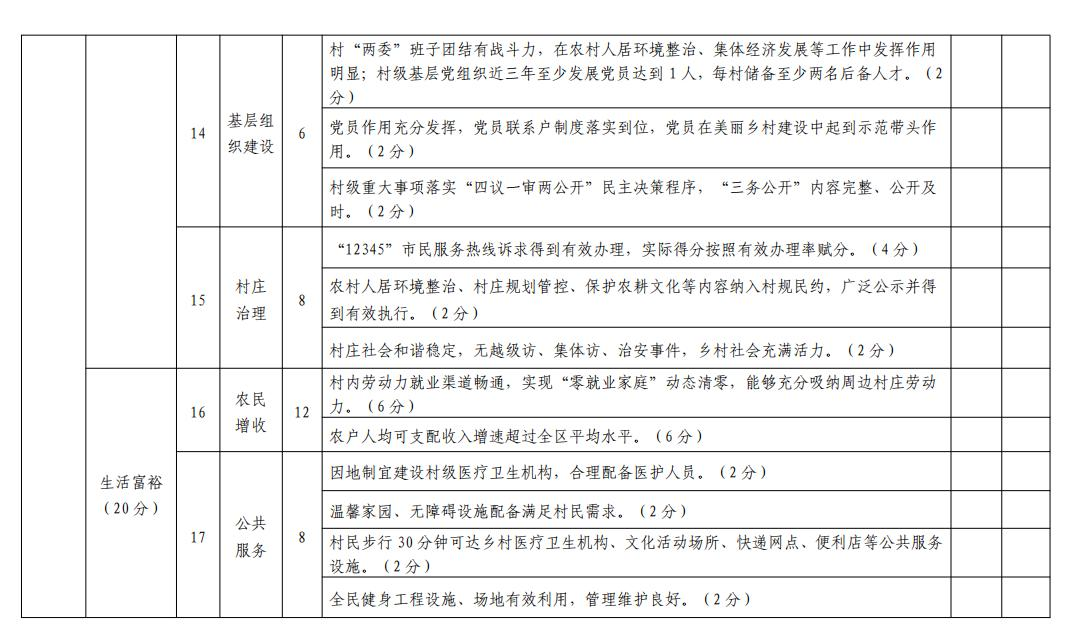 村“两委”班子团结有战斗力，在农村人居环境整治、集体经济发展等工作中发挥作用
明显；村级基层党组织近三年至少发展党员达到1人，每村储备至少两名后备人才。（2
分）
14
基层组
织建设
6
党员作用充分发挥，党员联系户制度落实到位，党员在美丽乡村建设中起到示范带头作
用。（2分）
村级重大事项落实“四议一审两公开”民主决策程序，“三务公开”内容完整、公开及
时。（2分）
“12345”市民服务热线诉求得到有效办理，实际得分按照有效办理率赋分。（4分）
15
村庄
治理
8
农村人居环境整治、村庄规划管控、保护农耕文化等内容纳入村规民约，广泛公示并得
到有效执行。（2分）
村庄社会和谐稳定，无越级访、集体访、治安事件，乡村社会充满活力。（2分）
生活富裕
（20分）
16
农民
增收
12
村内劳动力就业渠道畅通，实现“零就业家庭”动态清零，能够充分吸纳周边村庄劳动
力。（6分）
农户人均可支配收入增速超过全区平均水平。（6分）
17
公共
服务
8
因地制宜建设村级医疗卫生机构，合理配备医护人员。（2分）
温馨家园、无障碍设施配备满足村民需求。（2分）
村民步行30分钟可达乡村医疗卫生机构、文化活动场所、快递网点、便利店等公共服务
设施。（2分）
全民健身工程设施、场地有效利用，管理维护良好。（2分）